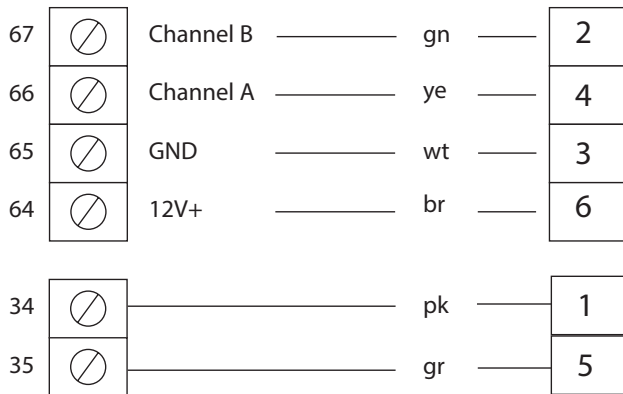 67 Channel B gn 2
66 Channel A ye 4
65 GND wt 3
64 12V+ br 6
34 pk 1
35 gr 5